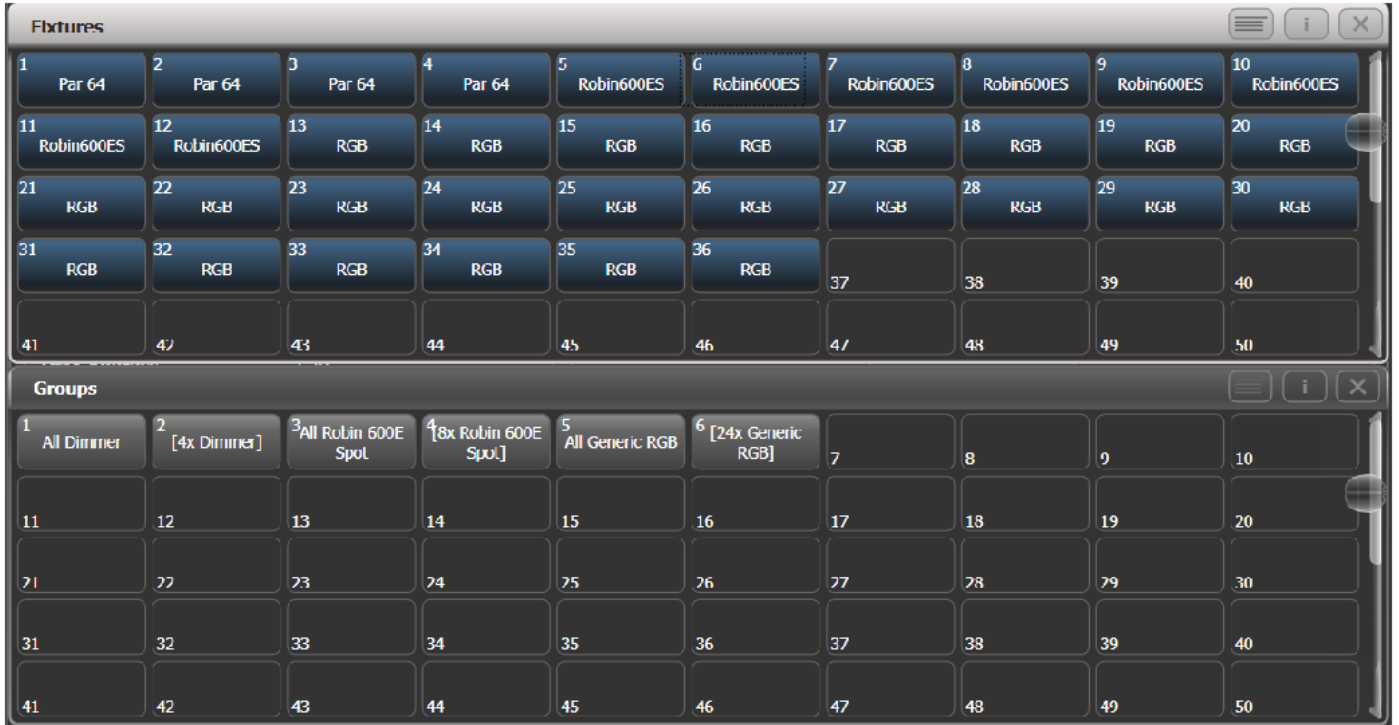 Fixtures
i
1 Par 64 2 Par 64 3 Par 64 4 Par 64 5 Robin600ES 6 Robin600ES 7 Robin600ES 8 Robin600ES 9 Robin600ES 10 Robin600ES
11 Robin600ES 12 Robin600ES 13 RGB 14 RGB 15 RGB 16 RGB 17 RGB 18 RGB 19 RGB 20 RGB
21 RGB 22 RGB 23 RGB 24 RGB 25 RGB 26 RGB 27 RGB 28 RGB 29 RGB 30 RGB
31 RGB 32 RGB 33 RGB 34 RGB 35 RGB 36 RGB 37 38 39 40
41 42 43 44 45 46 47 48 49 50
Groups
i
1 All Dimmer 2 [4x Dimmer] 3 All Robin 600E Spot 4 [8x Robin 600E Spot] 5 All Generic RGB 6 [24x Generic RGB] 7 8 9 10
11 12 13 14 15 16 17 18 19 20
21 22 23 24 25 26 27 28 29 30
31 32 33 34 35 36 37 38 39 40
41 42 43 44 45 46 47 48 49 50